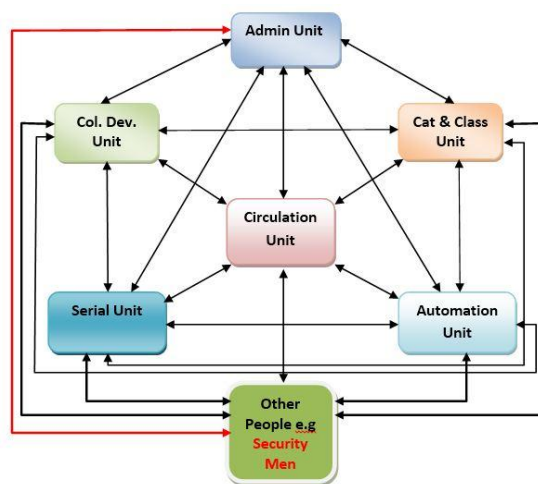 Admin Unit
Col. Dev.
Unit
Cat & Class
Unit
Circulation
Unit
Serial Unit
Automation
Unit
Other
People e.g
Security
Men